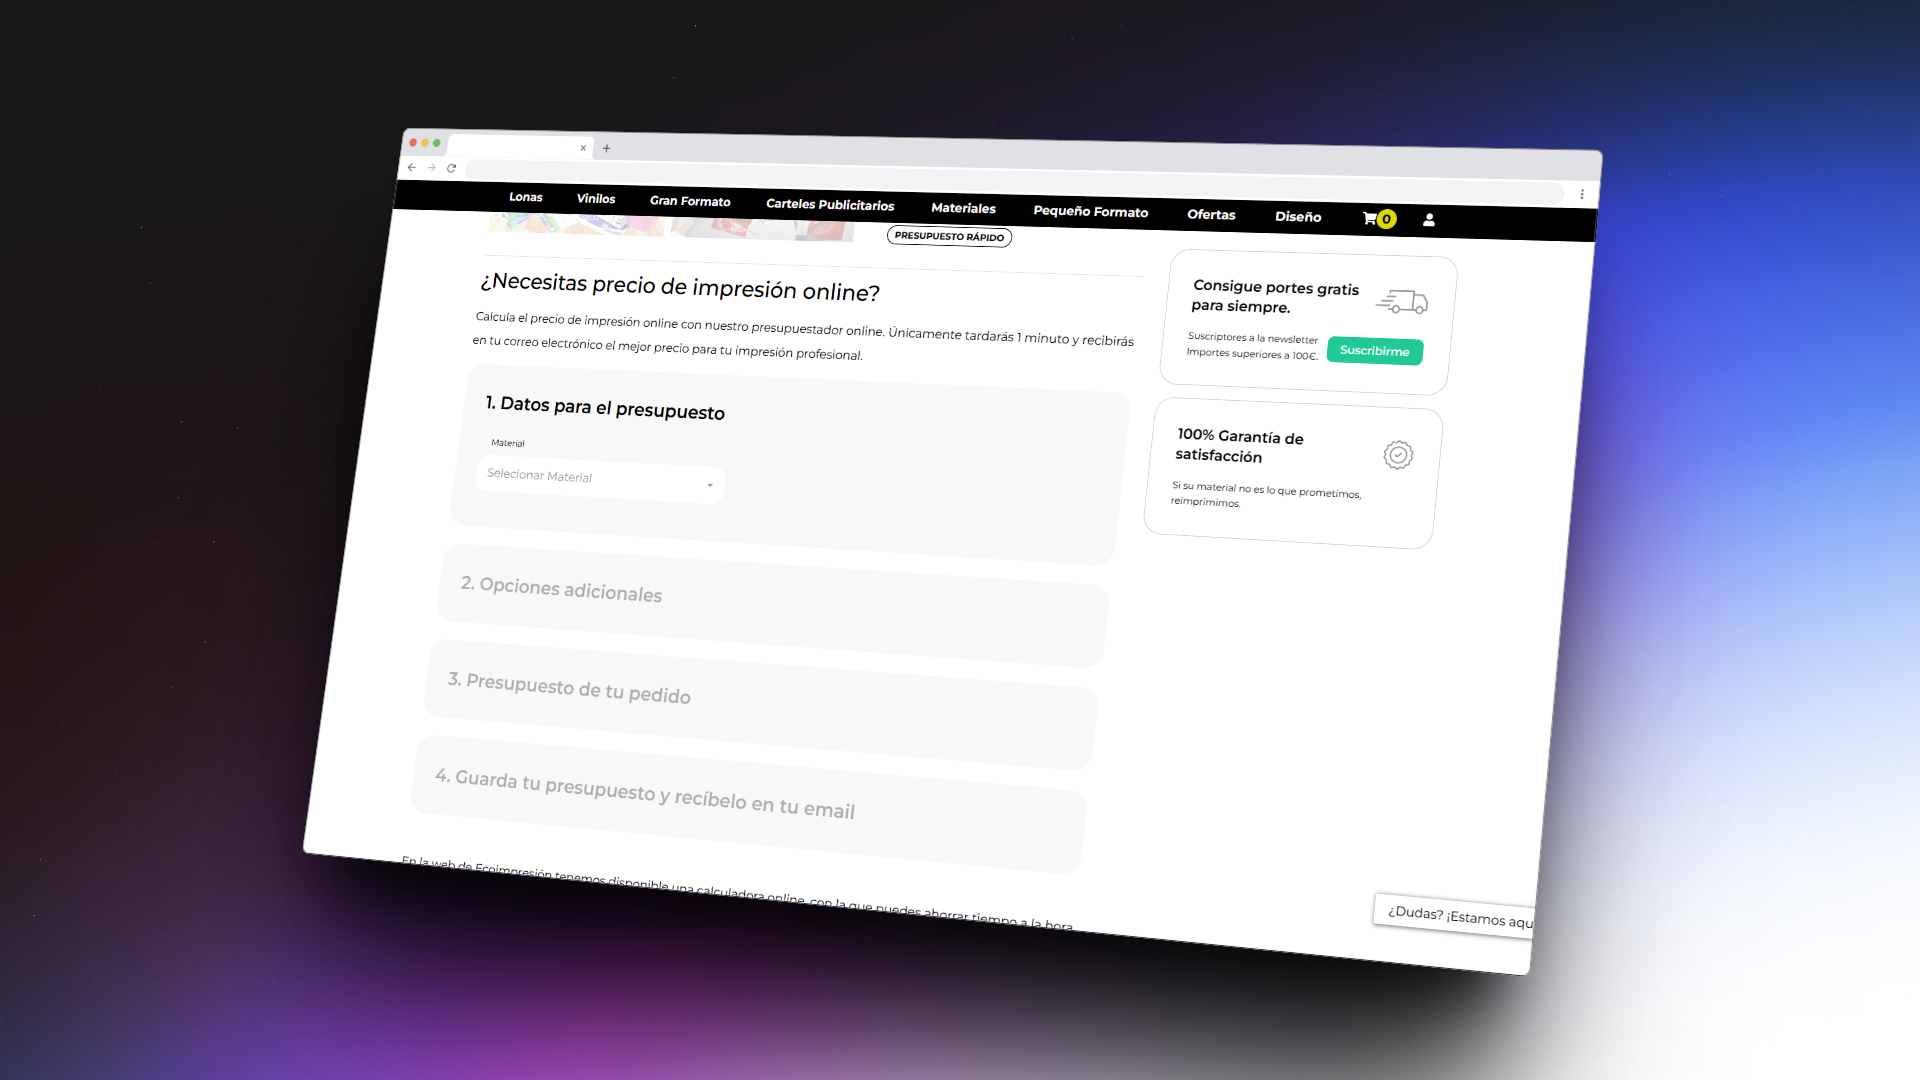 Lonas
Vinilos
Gran Formato
Carteles Publicitarios
Materiales
Pequeño Formato
Ofertas
Diseño
0
PRESUPUESTO RÁPIDO
¿Necesitas precio de impresión online?
Calcula el precio de impresión online con nuestro presupuestador online. Únicamente tardarás 1 minuto y recibirás
en tu correo electrónico el mejor precio para tu impresión profesional.
1. Datos para el presupuesto
Material
Selecionar Material
2. Opciones adicionales
3. Presupuesto de tu pedido
4. Guarda tu presupuesto y recíbelo en tu email
En la web de Ecoimpresión tenemos disponible una calculadora online, con la que puedes ahorrar tiempo a la hora
Consigue portes gratis
para siempre.
Suscriptores a la newsletter
Importes superiores a 100€.
Suscribirme
100% Garantía de
satisfacción
Si su material no es lo que prometimos,
reimprimimos.
¿Dudas? ¡Estamos aqu